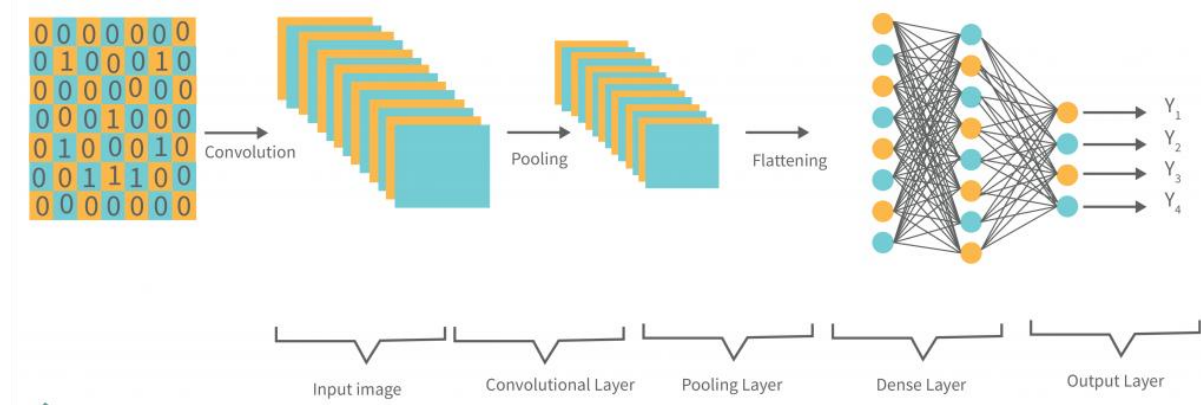 0 0 0 0 0 0 0
0 1 0 0 0 1 0
0 0 0 0 0 0 0
0 0 0 1 0 0 0
0 1 0 0 0 1 0
0 0 1 1 1 0 0
0 0 0 0 0 0 0
Convolution
Pooling
Flattening
Y1
Y2
Y3
Y4
Input image
Convolutional Layer
Pooling Layer
Dense Layer
Output Layer